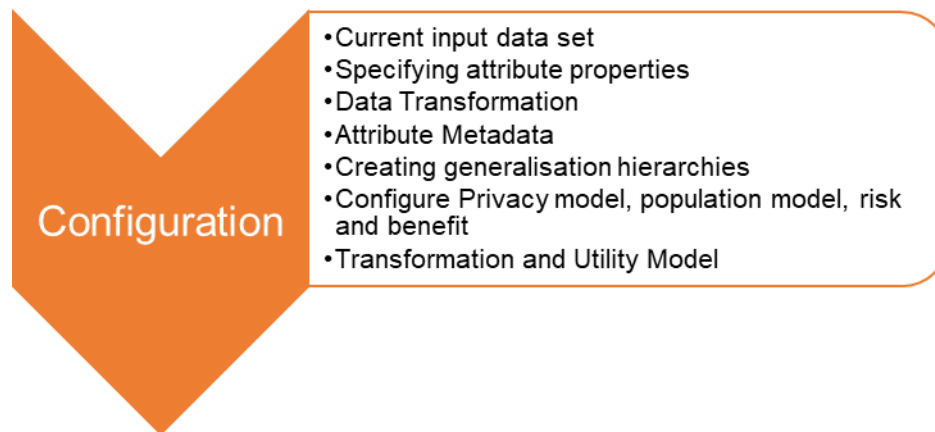 Configuration
•Current input data set
•Specifying attribute properties
•Data Transformation
•Attribute Metadata
•Creating generalisation hierarchies
•Configure Privacy model, population model, risk
and benefit
•Transformation and Utility Model